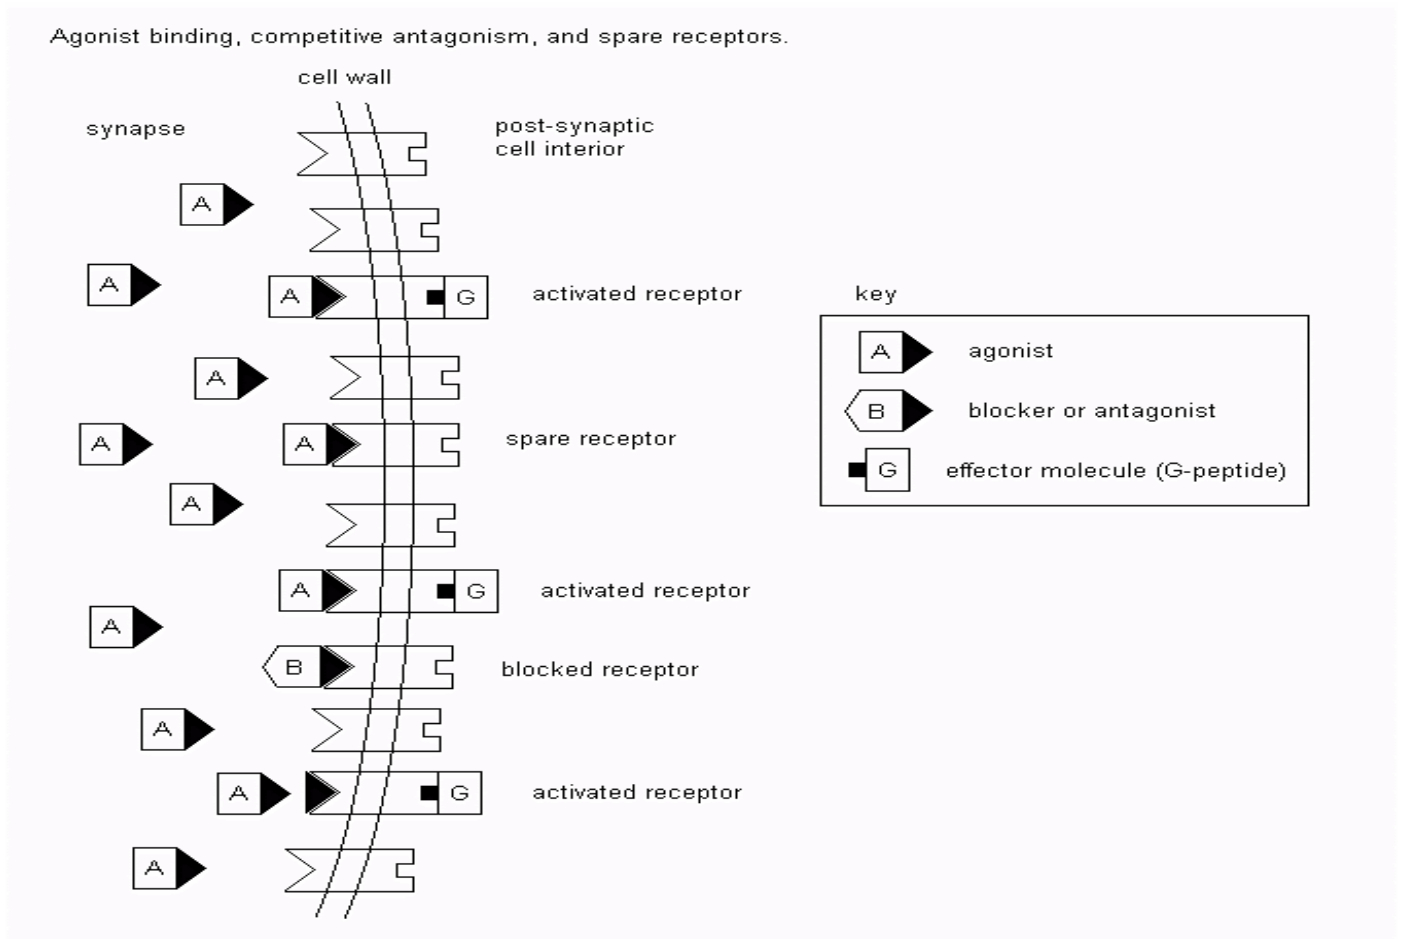 Agonist binding, competitive antagonism, and spare receptors.
cell wall
synapse
post-synaptic
cell interior
A
A
A
G
activated receptor
A
A
A
spare receptor
A
A
G
activated receptor
A
B
blocked receptor
A
A
G
activated receptor
A
key
A
agonist
B
blocker or antagonist
G
effector molecule (G-peptide)